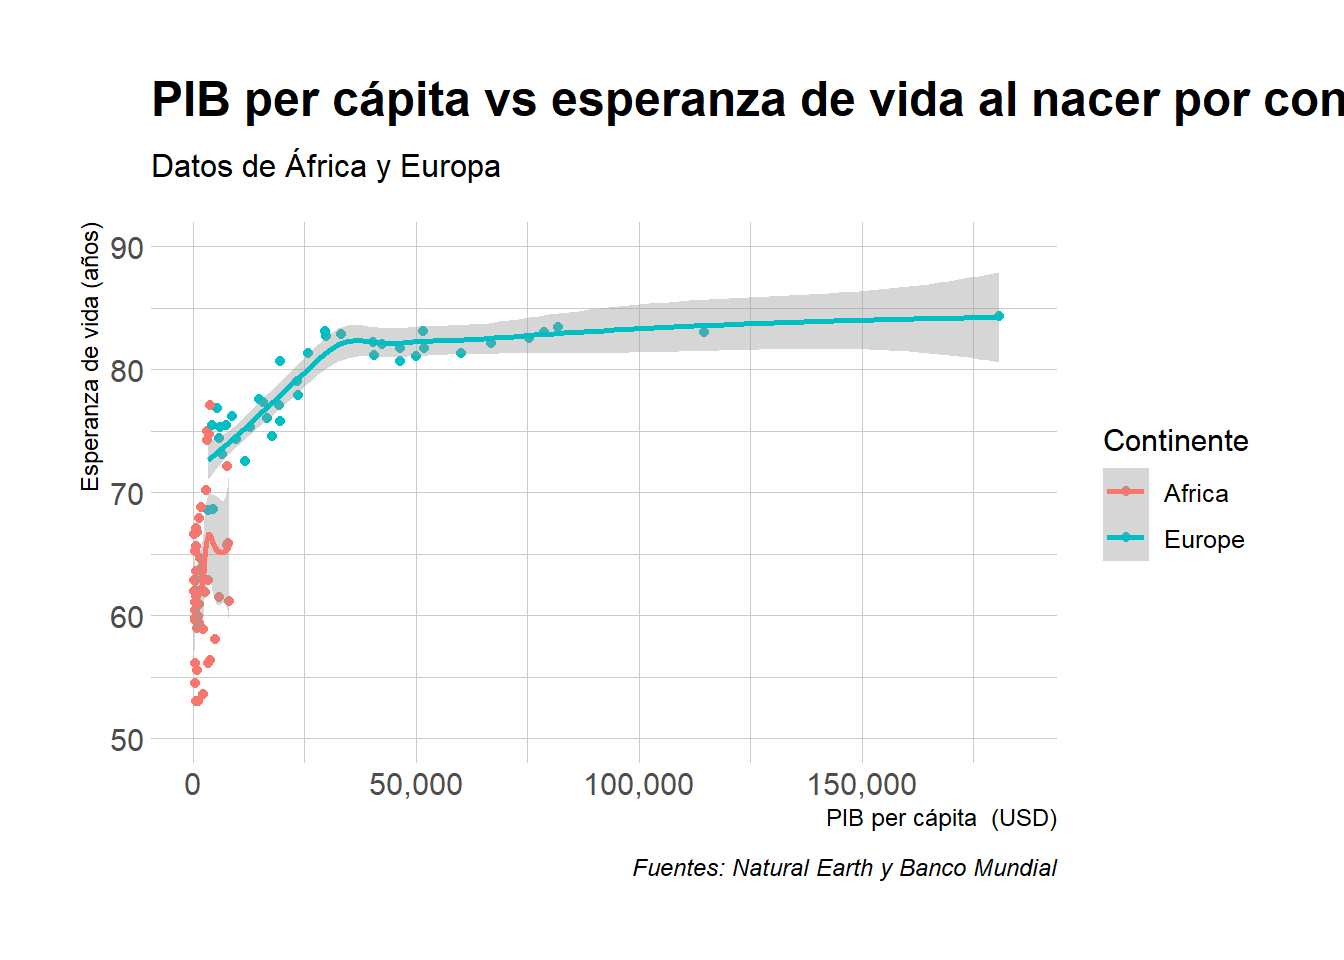 PIB per cápita vs esperanza de vida al nacer por con
Datos de África y Europa
Esperanza de vida (años)
90
80
70
60
50
0
50,000
100,000
150,000
PIB per cápita  (USD)
Fuentes: Natural Earth y Banco Mundial
Continente
Africa
Europe